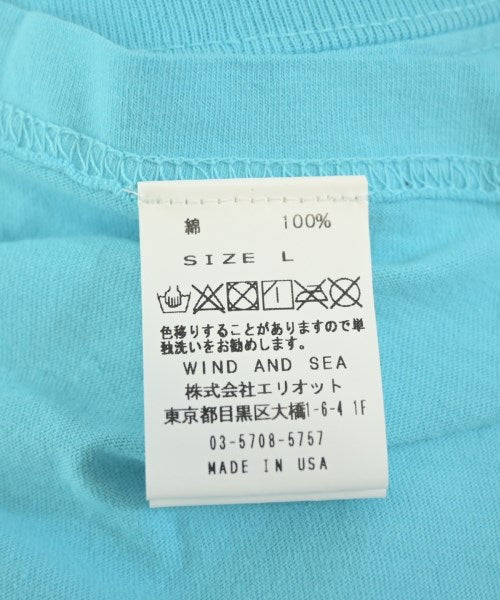 綿 100%
SIZE L
色移りすることがありますので単
独洗いをお勧めします。
WIND AND SEA
株式会社エリオット
東京都目黒区大橋1-6-4 1F
03-5708-5757
MADE IN USA